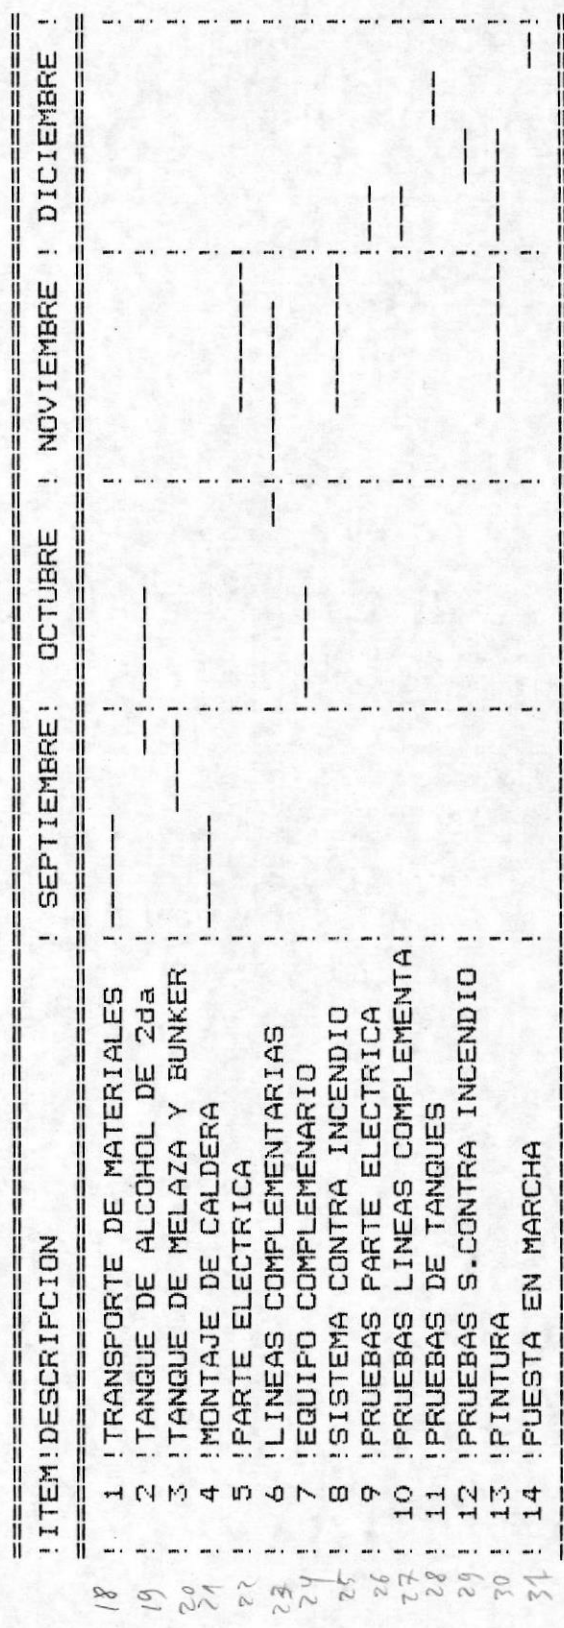 !ITEM!DESCRIPCION ! SEPTIEMBRE! OCTUBRE ! NOVIEMBRE ! DICIEMBRE !
18 ! 1 !TRANSPORTE DE MATERIALES !
19 ! 2 !TANQUE DE ALCOHOL DE 2da !
20 ! 3 !TANQUE DE MELAZA Y BUNKER !
21 ! 4 !MONTAJE DE CALDERA !
22 ! 5 !PARTE ELECTRICA !
23 ! 6 !LINEAS COMPLEMENTARIAS !
24 ! 7 !EQUIPO COMPLEMENARIO !
25 ! 8 !SISTEMA CONTRA INCENDIO !
26 ! 9 !PRUEBAS PARTE ELECTRICA !
27 ! 10 !PRUEBAS LINEAS COMPLEMENTA!
28 ! 11 !PRUEBAS DE TANQUES !
29 ! 12 !PRUEBAS S.CONTRA INCENDIO !
30 ! 13 !PINTURA !
31 ! 14 !PUESTA EN MARCHA !